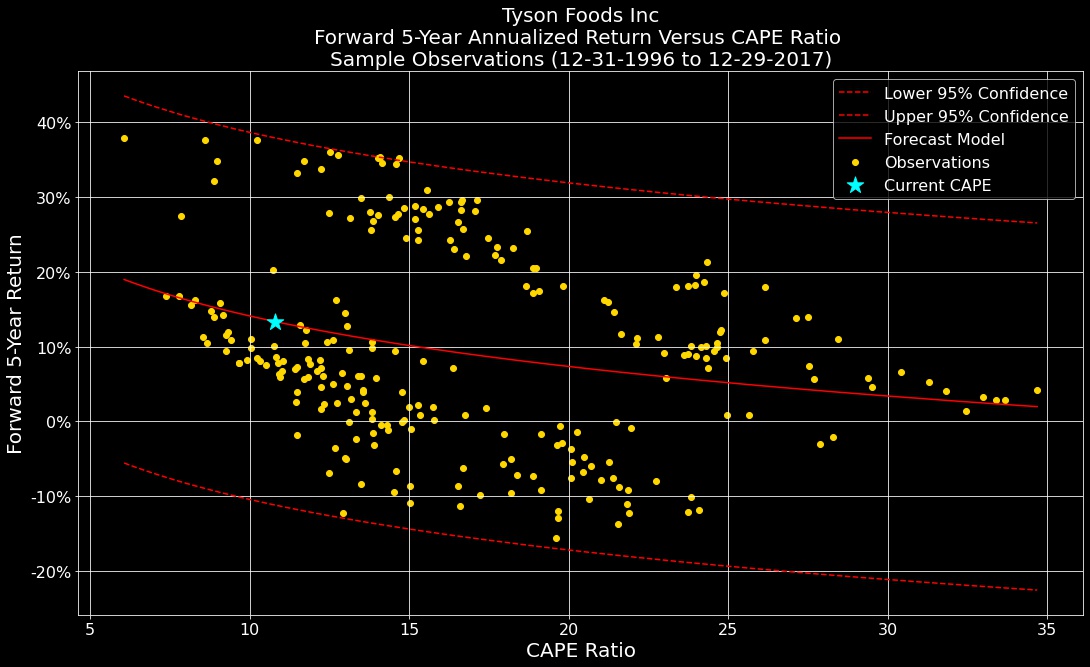 Tyson Foods Inc
Forward 5-Year Annualized Return Versus CAPE Ratio
Sample Observations (12-31-1996 to 12-29-2017)
Lower 95% Confidence
Upper 95% Confidence
Forecast Model
Observations
Current CAPE
Forward 5-Year Return
40%
30%
20%
10%
0%
-10%
-20%
5 10 15 20 25 30 35
CAPE Ratio